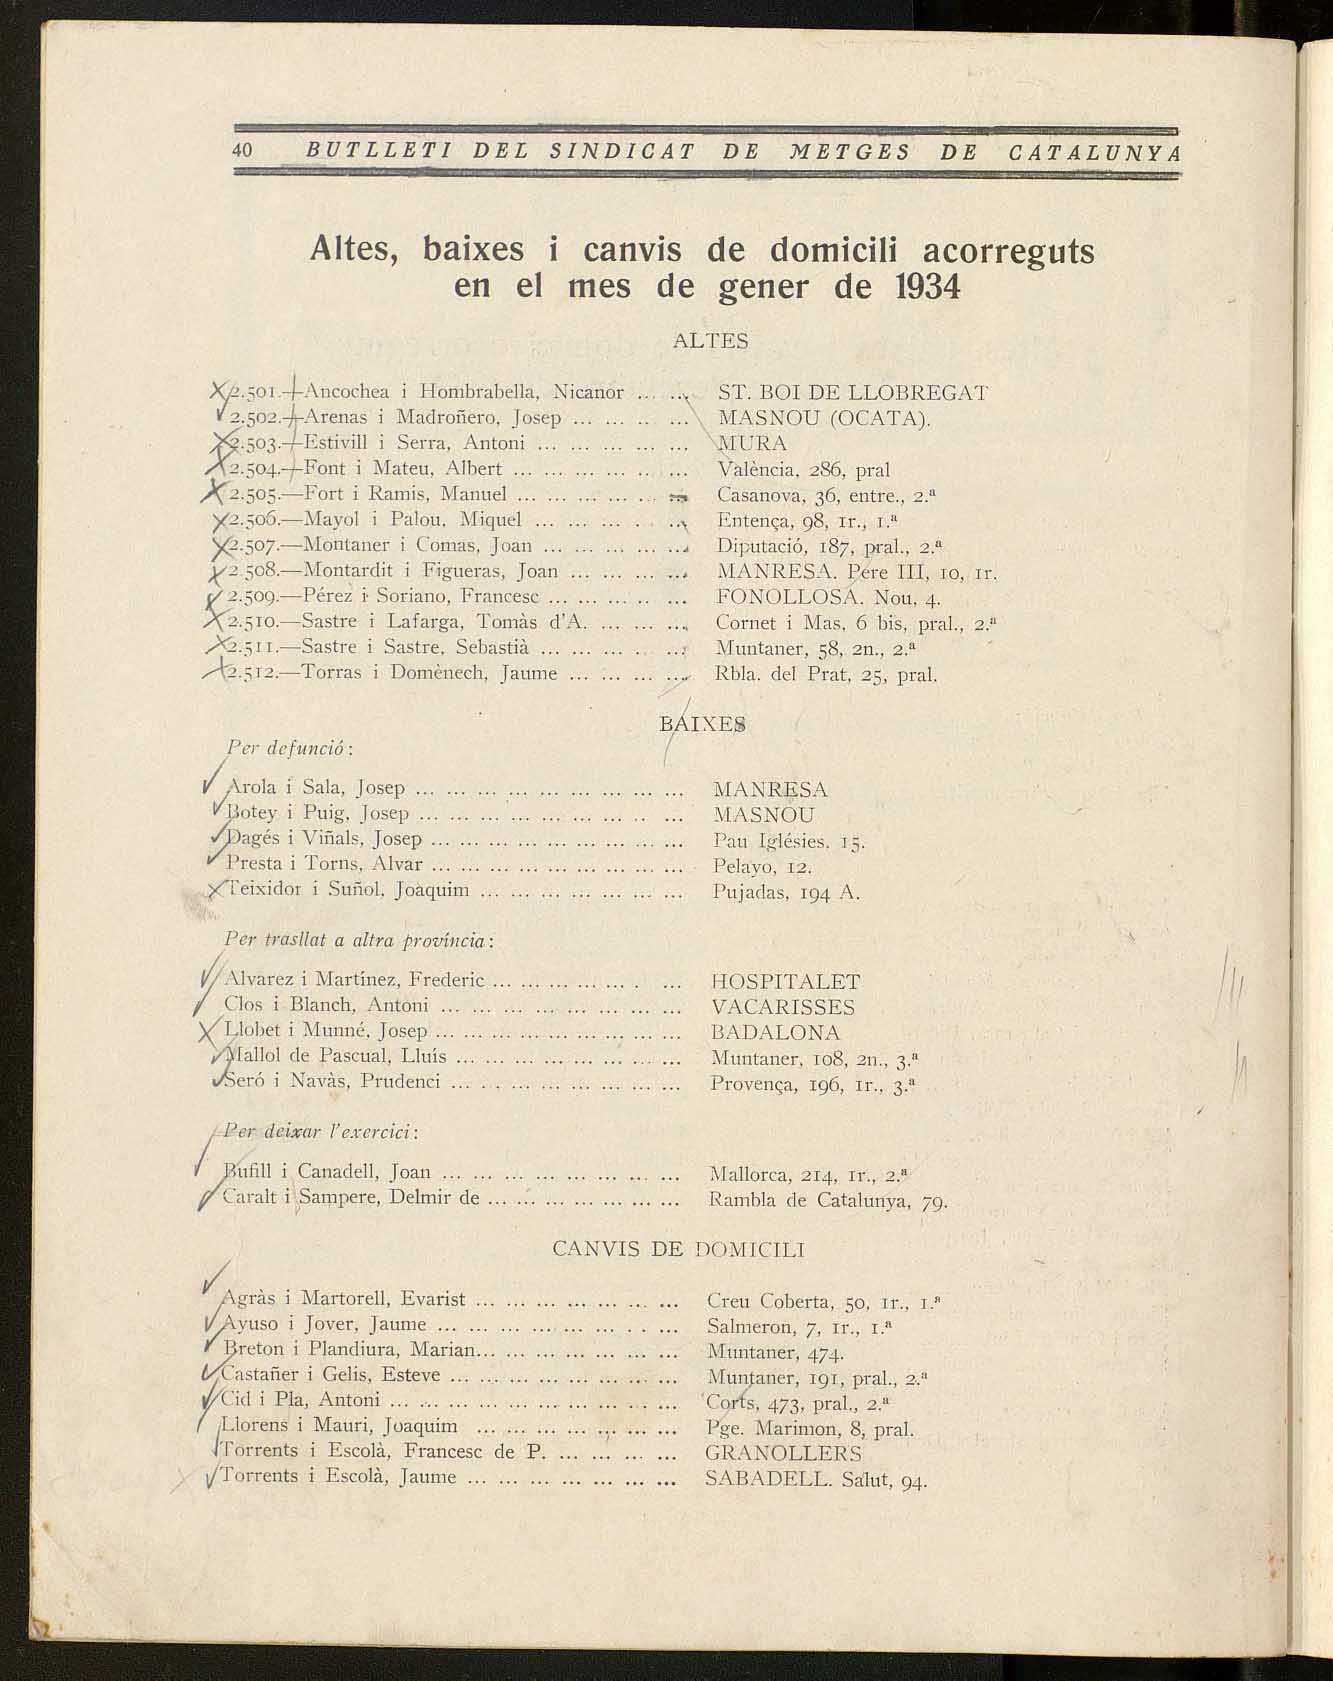 40 BUTLLETI DEL SINDICAT DE METGES DE CATALUNYA
Altes, baixes i canvis de domicili acorreguts
en el mes de gener de 1934
ALTES
2.501.—Ancochea i Hombrabella, Nicanor ... ... ST. BOI DE LLOBREGAT
2.502.—Arenas i Madroñero, Josep ... ... .. ... MASNOU (OCATA).
2.503.—Estivill i Serra, Antoni ... ... ... ... ... MURA
2.504.—Font i Mateu, Albert ... ... ... ... .. ... València, 286, pral
2.505.—Fort i Ramis, Manuel ... ... ... ... .. ... Casanova, 36, entre., 2.ª
2.506.—Mayol i Palou, Miquel ... ... ... . ... Entença, 98, 1r., 1.ª
2.507.—Montaner i Comas, Joan ... ... ... ... ... Diputació, 187, pral., 2.ª
2.508.—Montardit i Figueras, Joan ... ... ... ... MANRESA. Pere III, 10, 1r.
2.509.—Pérez i Soriano, Francesc ... ... ... .. ... FONOLLOSA. Nou, 4.
2.510.—Sastre i Lafarga, Tomàs d'A. ... ... ... Cornet i Mas, 6 bis, pral., 2.ª
2.511.—Sastre i Sastre, Sebastià ... ... ... . ... Muntaner, 58, 2n., 2.ª
2.512.—Torras i Domènech, Jaume ... ... ... ... Rbla. del Prat, 25, pral.
BAIXES
Per defunció:
Arola i Sala, Josep ... ... ... ... ... ... ... ... ... MANRESA
Botey i Puig, Josep ... ... ... ... ... ... ... .. ... MASNOU
Dagés i Viñals, Josep ... ... ... ... ... ... ... ... ... Pau Iglésies, 15.
Presta i Torns, Alvar ... ... ... ... ... ... ... ... ... Pelayo, 12.
Teixidor i Suñol, Joaquim ... ... ... ... ... ... ... Pujadas, 194 A.
Per trasllat a altra província:
Alvarez i Martínez, Frederic ... ... ... ... ... . ... HOSPITALET
Clos i Blanch, Antoni ... ... ... ... ... ... ... ... VACARISSES
Llobet i Munné, Josep ... ... ... ... ... ... ... ... ... BADALONA
Mallol de Pascual, Lluís ... ... ... ... ... ... ... ... Muntaner, 108, 2n., 3.ª
Seró i Navàs, Prudenci ... . . ... ... ... ... ... ... Provença, 196, 1r., 3.ª
Per deixar l'exercici:
Bufill i Canadell, Joan ... ... ... ... ... ... ... ... Mallorca, 214, 1r., 2.ª
Caralt i Sampere, Delmir de ... ... ... ... ... ... ... Rambla de Catalunya, 79.
CANVIS DE DOMICILI
Agràs i Martorell, Evarist ... ... ... ... ... ... ... Creu Coberta, 50, 1r., 1.ª
Ayuso i Jover, Jaume ... ... ... ... ... ... . . ... Salmeron, 7, 1r., 1.ª
Breton i Plandiura, Marian... ... ... ... ... ... ... Muntaner, 474.
Castañer i Gelis, Esteve ... ... ... ... ... ... ... ... Muntaner, 191, pral., 2.ª
Cid i Pla, Antoni ... ... ... ... ... ... ... ... . . ... Corts, 473, pral., 2.ª
Llorens i Mauri, Joaquim ... ... ... ... ... ... ... Pge. Marimon, 8, pral.
Torrents i Escolà, Francesc de P. ... ... ... ... GRANOLLERS
Torrents i Escolà, Jaume ... ... ... ... ... ... ... SABADELL. Salut, 94.